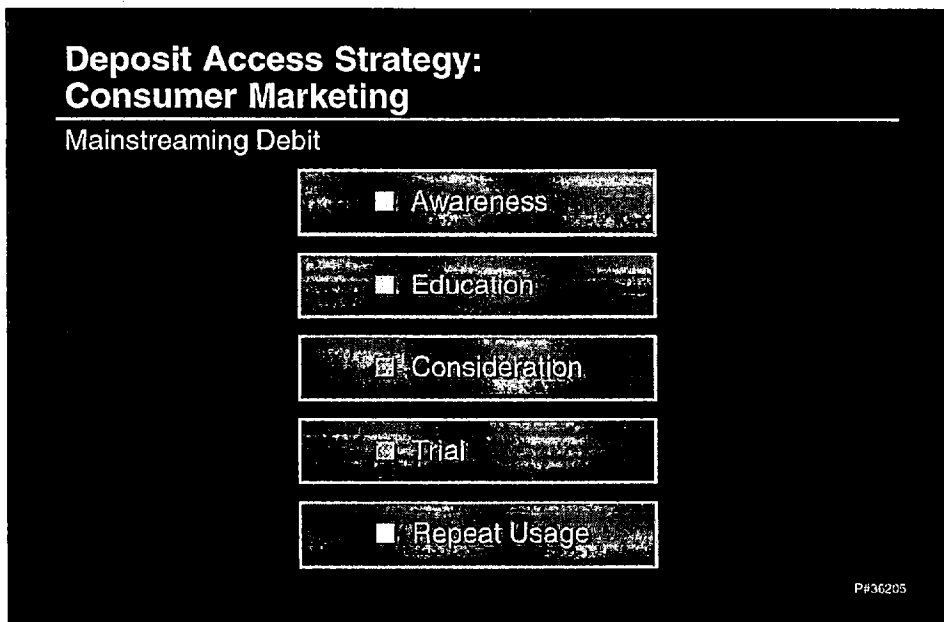 Deposit Access Strategy:
Consumer Marketing
Mainstreaming Debit
Awareness
Education
Consideration
Trial
Repeat Usage
P#36205